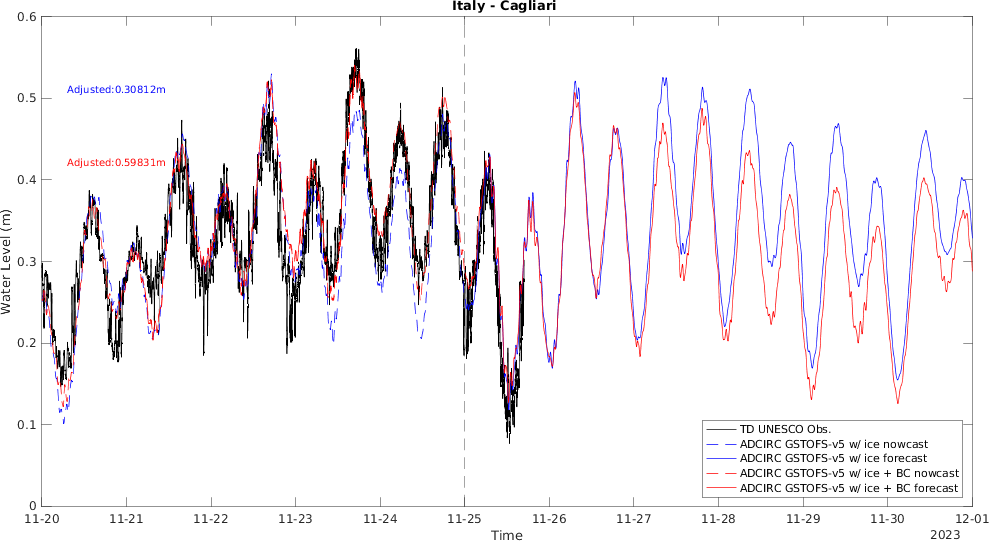 Italy - Cagliari
Water Level (m)
0.6
0.5
0.4
0.3
0.2
0.1
0
Adjusted:0.30812m
Adjusted:0.59831m
TD UNESCO Obs.
ADCIRC GSTOFS-v5 w/ ice nowcast
ADCIRC GSTOFS-v5 w/ ice forecast
ADCIRC GSTOFS-v5 w/ ice + BC nowcast
ADCIRC GSTOFS-v5 w/ ice + BC forecast
11-20 11-21 11-22 11-23 11-24 11-25 11-26 11-27 11-28 11-29 11-30 12-01
Time
2023